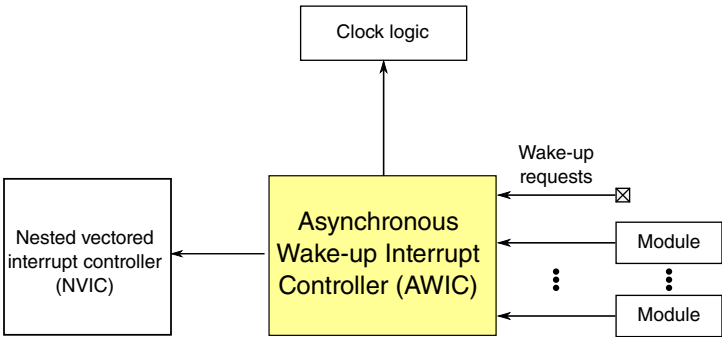 Clock logic
Wake-up
requests
Nested vectored
interrupt controller
(NVIC)
Asynchronous
Wake-up Interrupt
Controller (AWIC)
Module
Module